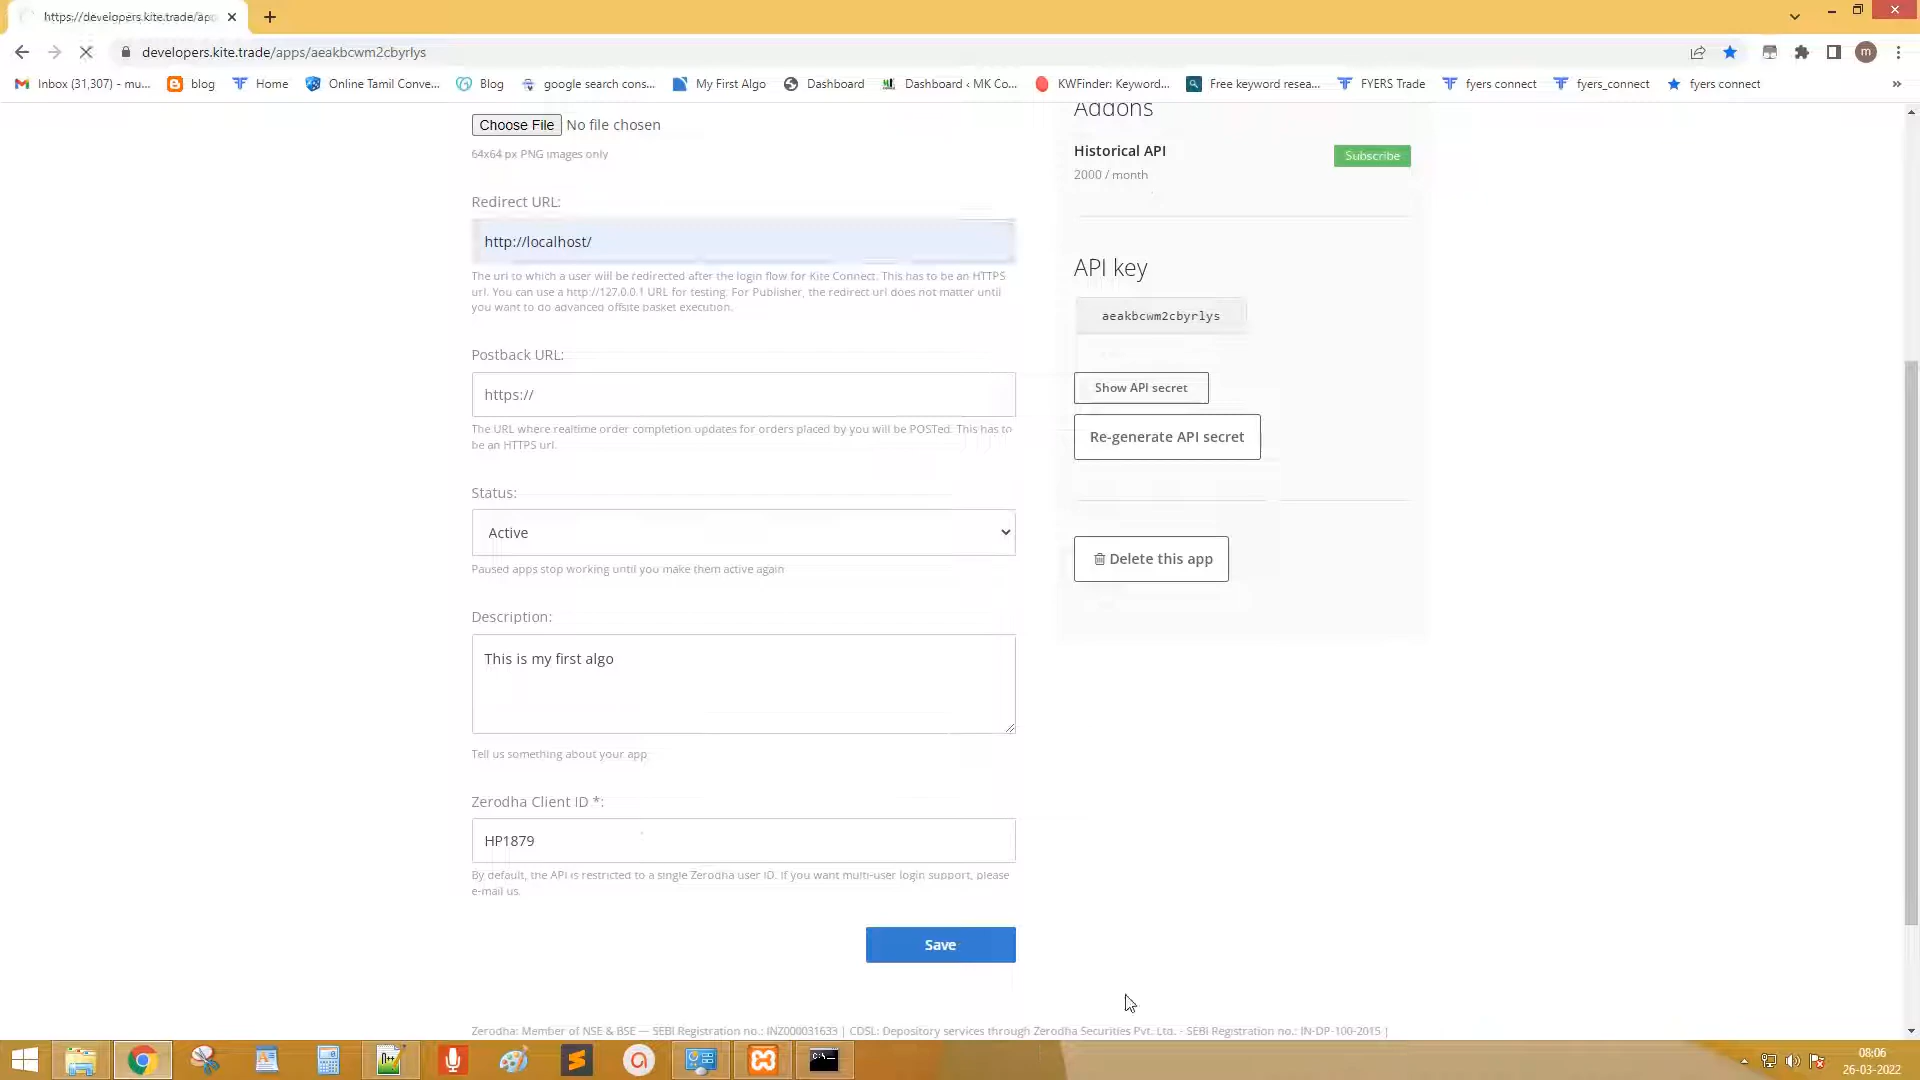 https://developers.kite.trade/apo
developers.kite.trade/apps/aeakbcwm2cbyrlys
m
Inbox (31,307) - mu...
blog
Home
Online Tamil Conve...
Blog
google search cons...
My First Algo
Dashboard
Dashboard ‹ MK Co...
KWFinder: Keyword...
Free keyword resea...
FYERS Trade
fyers connect
fyers_connect
fyers connect
»
Choose File No file chosen
64x64 px PNG images only
Redirect URL:
http://localhost/
The url to which a user will be redirected after the login flow for Kite Connect. This has to be an HTTPS
url. You can use a http://127.0.0.1 URL for testing. For Publisher, the redirect url does not matter until
you want to do advanced offsite basket execution.
Postback URL:
https://
The URL where realtime order completion updates for orders placed by you will be POSTed. This has to
be an HTTPS url.
Status:
Active
Paused apps stop working until you make them active again
Description:
This is my first algo
Tell us something about your app
Zerodha Client ID *:
HP1879
By default, the API is restricted to a single Zerodha user ID. If you want multi-user login support, please
e-mail us.
Save
Addons
Historical API
Subscribe
2000 / month
API key
aeakbcwm2cbyrlys
Show API secret
Re-generate API secret
Delete this app
Zerodha: Member of NSE & BSE — SEBI Registration no.: INZ000031633 | CDSL: Depository services through Zerodha Securities Pvt. Ltd. - SEBI Registration no.: IN-DP-100-2015 |
08:06
26-03-2022